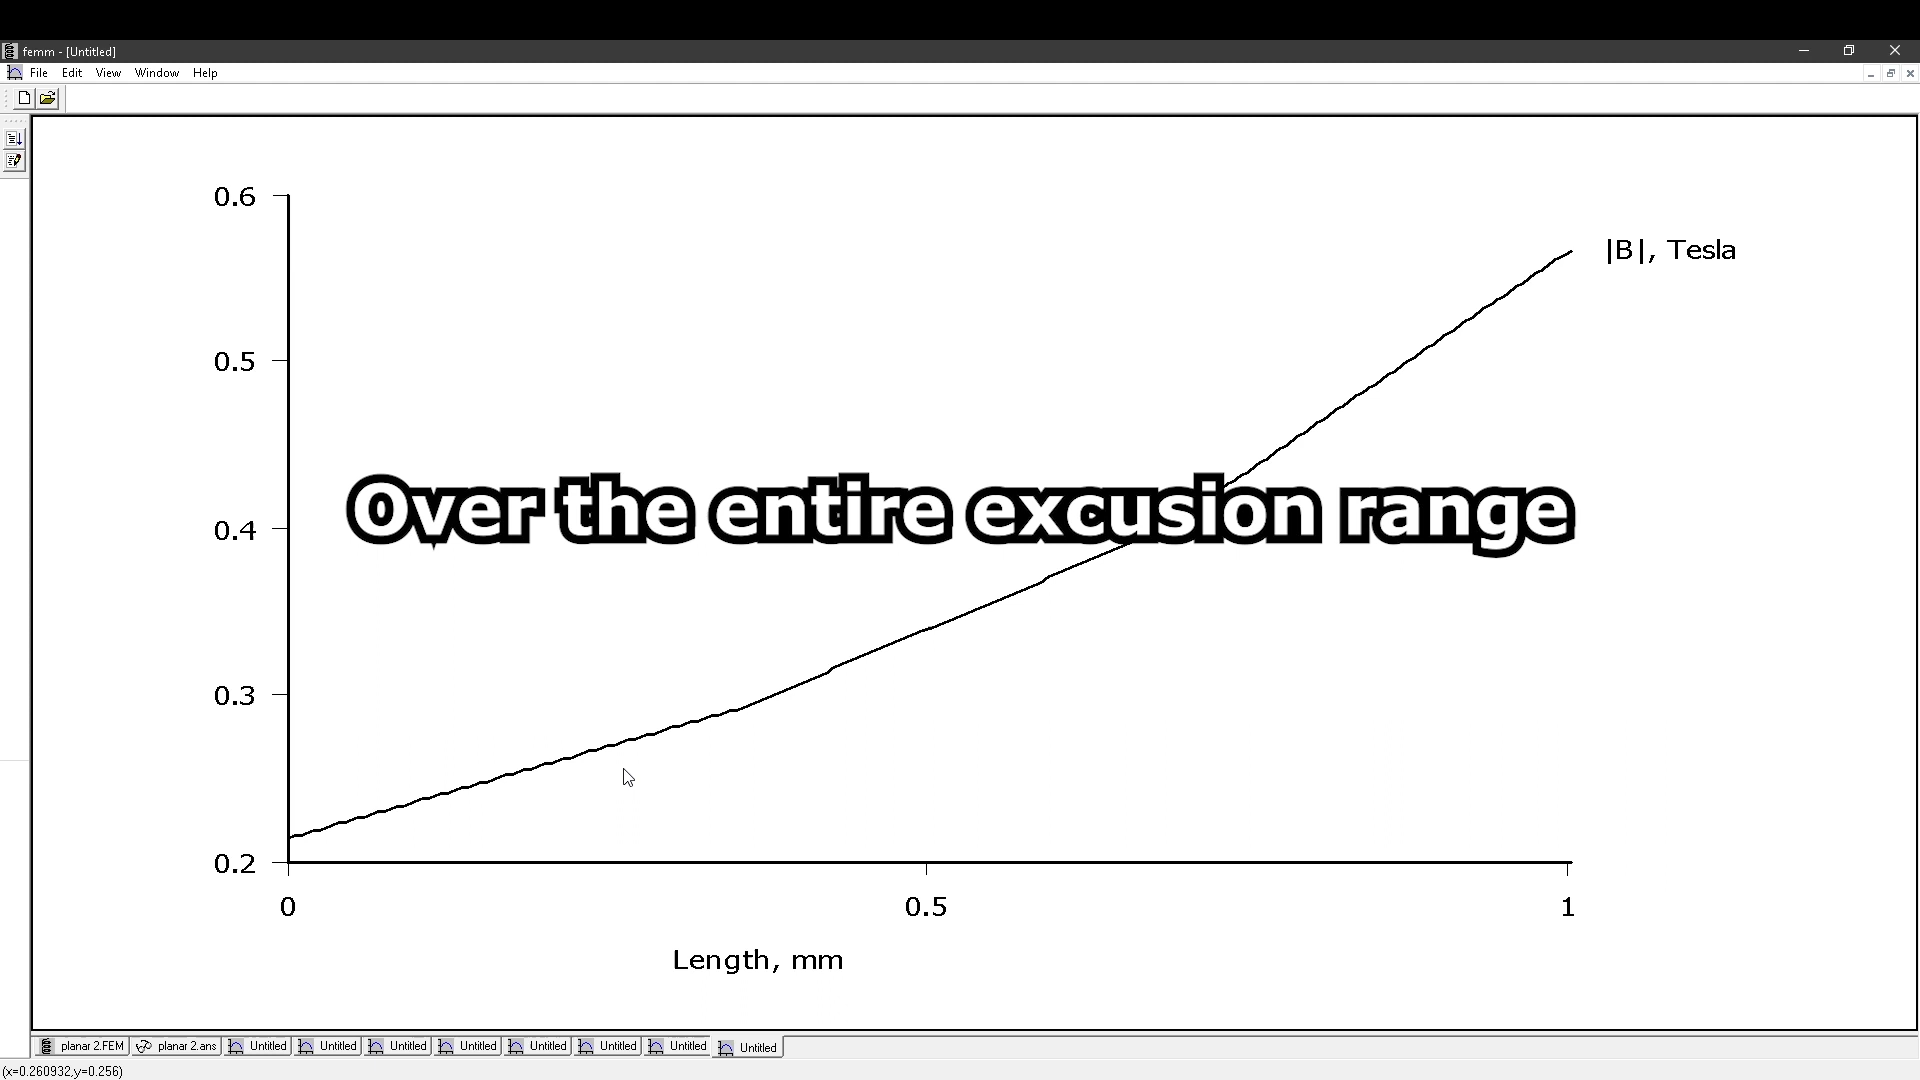 femm - [Untitled]
File Edit View Window Help
0.6
|B|, Tesla
0.5
Over the entire excusion range
0.4
0.3
0.2
0 0.5 1
Length, mm
planar 2.FEM planar 2.ans Untitled Untitled Untitled Untitled Untitled Untitled Untitled Untitled
(x=0.260932,y=0.256)